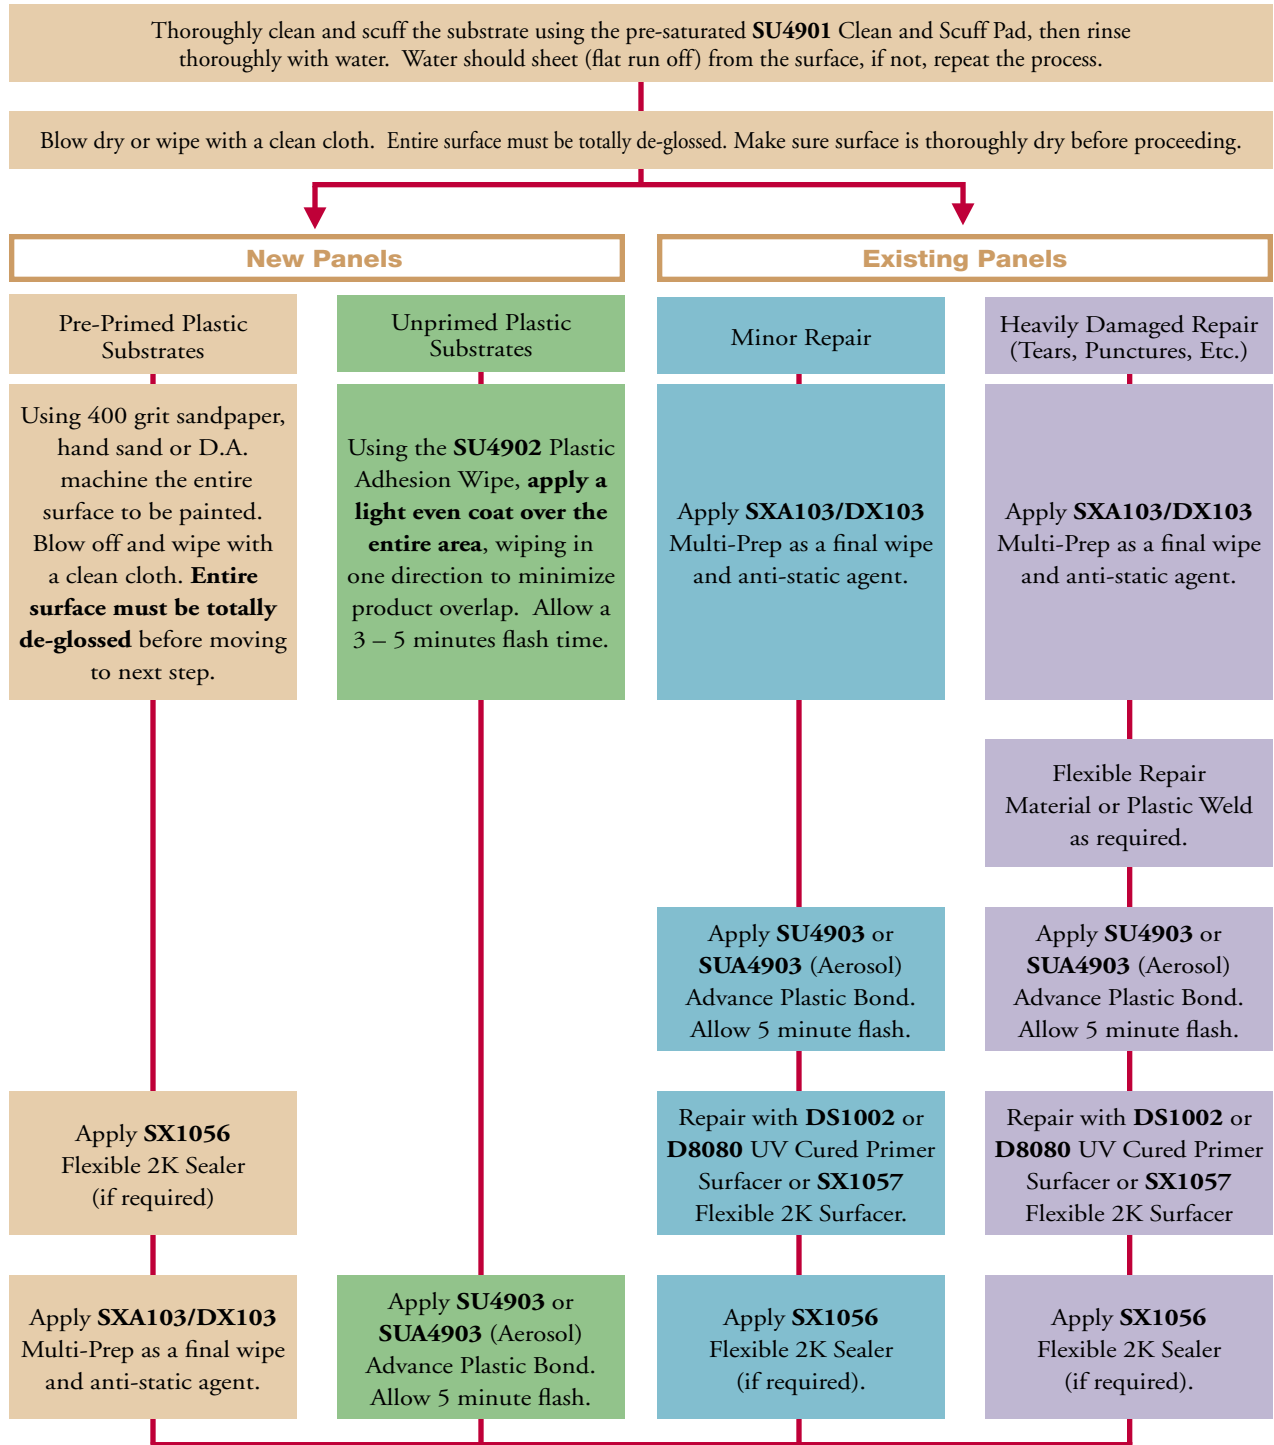 Thoroughly clean and scuff the substrate using the pre-saturated SU4901 Clean and Scuff Pad, then rinse
thoroughly with water. Water should sheet (flat run off) from the surface, if not, repeat the process.
Blow dry or wipe with a clean cloth. Entire surface must be totally de-glossed. Make sure surface is thoroughly dry before proceeding.
New Panels
Existing Panels
Pre-Primed Plastic
Substrates
Using 400 grit sandpaper,
hand sand or D.A.
machine the entire
surface to be painted.
Blow off and wipe with
a clean cloth. Entire
surface must be totally
de-glossed before moving
to next step.
Apply SX1056
Flexible 2K Sealer
(if required)
Apply SXA103/DX103
Multi-Prep as a final wipe
and anti-static agent.
Unprimed Plastic
Substrates
Using the SU4902 Plastic
Adhesion Wipe, apply a
light even coat over the
entire area, wiping in
one direction to minimize
product overlap. Allow a
3 – 5 minutes flash time.
Apply SU4903 or
SUA4903 (Aerosol)
Advance Plastic Bond.
Allow 5 minute flash.
Minor Repair
Apply SXA103/DX103
Multi-Prep as a final wipe
and anti-static agent.
Apply SU4903 or
SUA4903 (Aerosol)
Advance Plastic Bond.
Allow 5 minute flash.
Repair with DS1002 or
D8080 UV Cured Primer
Surfacer or SX1057
Flexible 2K Surfacer.
Apply SX1056
Flexible 2K Sealer
(if required).
Heavily Damaged Repair
(Tears, Punctures, Etc.)
Apply SXA103/DX103
Multi-Prep as a final wipe
and anti-static agent.
Flexible Repair
Material or Plastic Weld
as required.
Apply SU4903 or
SUA4903 (Aerosol)
Advance Plastic Bond.
Allow 5 minute flash.
Repair with DS1002 or
D8080 UV Cured Primer
Surfacer or SX1057
Flexible 2K Surfacer
Apply SX1056
Flexible 2K Sealer
(if required).